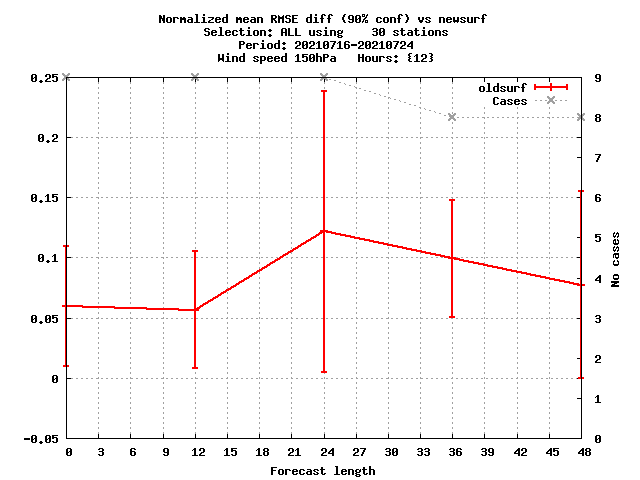 Normalized mean RMSE diff (90% conf) vs newsurf
Selection: ALL using    30 stations
Period: 20210716-20210724
Wind speed 150hPa   Hours: {12}
oldsurf
Cases
0.25
0.2
0.15
0.1
0.05
0
-0.05
9
8
7
6
5
4
3
2
1
0
No cases
0 3 6 9 12 15 18 21 24 27 30 33 36 39 42 45 48
Forecast length